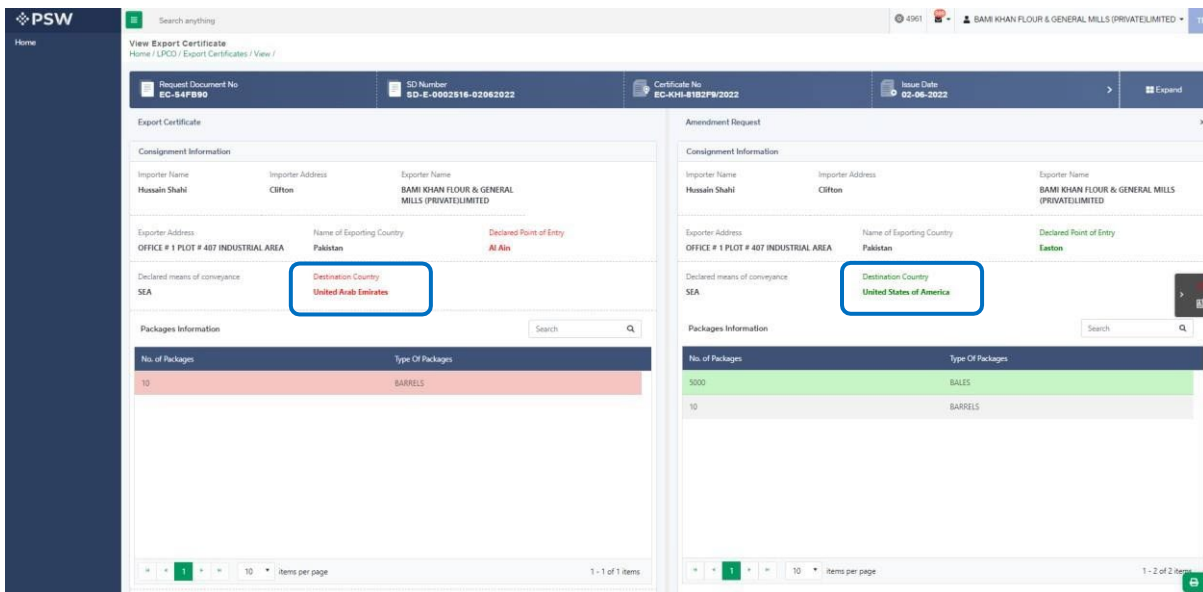 PSW
Search anything
4961
BAMI KHAN FLOUR & GENERAL MILLS (PRIVATE)LIMITED
Home
View Export Certificate
Home / LPCO / Export Certificates / View /
Request Document No
EC-54FB90
SD Number
SD-E-0002516-02062022
Certificate No
EC-KHI-81B2F9/2022
Issue Date
02-06-2022
Expand
Export Certificate
Consignment Information
Importer Name
Hussain Shahi
Importer Address
Clifton
Exporter Name
BAMI KHAN FLOUR & GENERAL
MILLS (PRIVATE)LIMITED
Exporter Address
OFFICE # 1 PLOT # 407 INDUSTRIAL AREA
Name of Exporting Country
Pakistan
Declared Point of Entry
Al Ain
Declared means of conveyance
SEA
Destination Country
United Arab Emirates
Packages Information
Search
No. of Packages Type Of Packages
10 BARRELS
1 10 items per page 1 - 1 of 1 items
Amendment Request
Consignment Information
Importer Name
Hussain Shahi
Importer Address
Clifton
Exporter Name
BAMI KHAN FLOUR & GENERAL MILLS
(PRIVATE)LIMITED
Exporter Address
OFFICE # 1 PLOT # 407 INDUSTRIAL AREA
Name of Exporting Country
Pakistan
Declared Point of Entry
Easton
Declared means of conveyance
SEA
Destination Country
United States of America
Packages Information
Search
No. of Packages Type Of Packages
5000 BALES
10 BARRELS
1 10 items per page 1 - 2 of 2 items